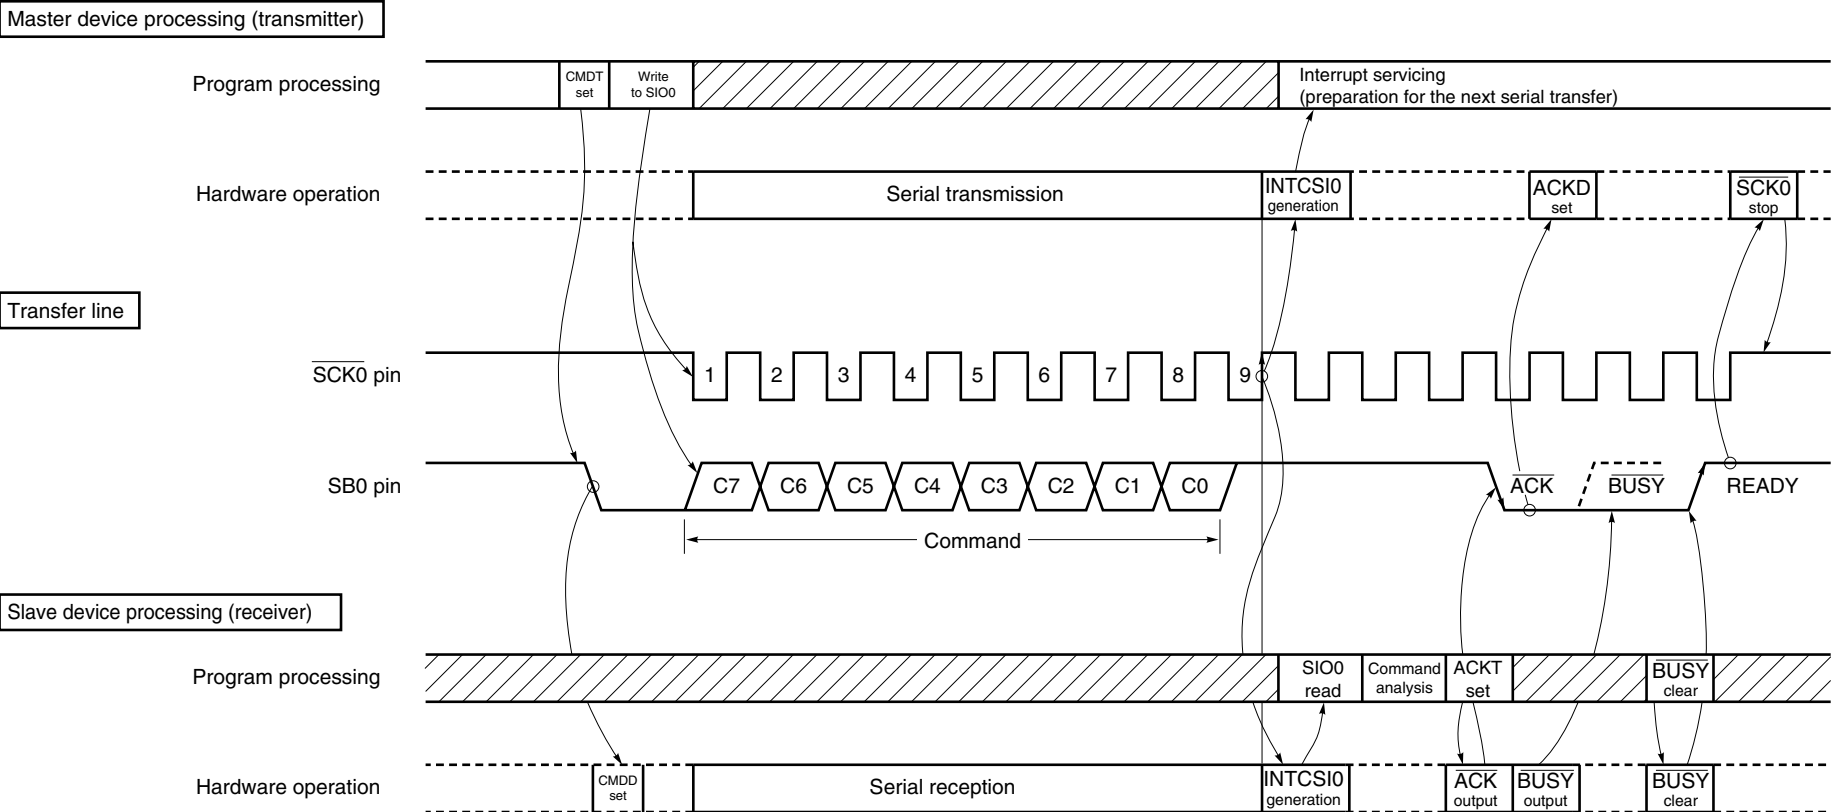 Master device processing (transmitter)
Program processing
CMDT
set
Write
to SIO0
Interrupt servicing
(preparation for the next serial transfer)
Hardware operation
Serial transmission
INTCSI0
generation
ACKD
set
SCK0
stop
Transfer line
SCK0 pin
1 2 3 4 5 6 7 8 9
SB0 pin
C7 C6 C5 C4 C3 C2 C1 C0
ACK
BUSY
READY
Command
Slave device processing (receiver)
Program processing
SIO0
read
Command
analysis
ACKT
set
BUSY
clear
Hardware operation
CMDD
set
Serial reception
INTCSI0
generation
ACK
output
BUSY
output
BUSY
clear